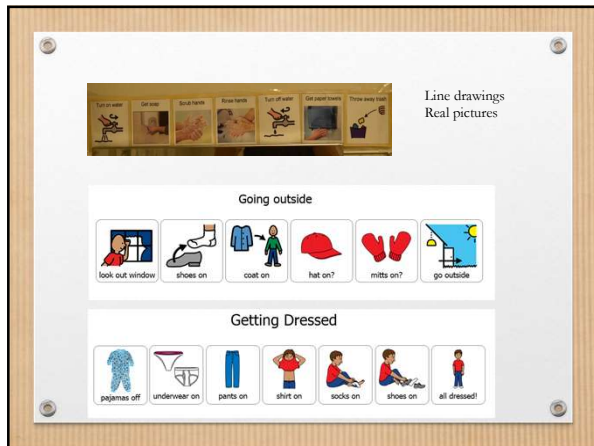 Line drawings
Real pictures
Turn on water Get soap Scrub hands Rinse hands Turn off water Get paper towels Throw away trash
Going outside
look out window shoes on coat on hat on? mitts on? go outside
Getting Dressed
pajamas off underwear on pants on shirt on socks on shoes on all dressed!